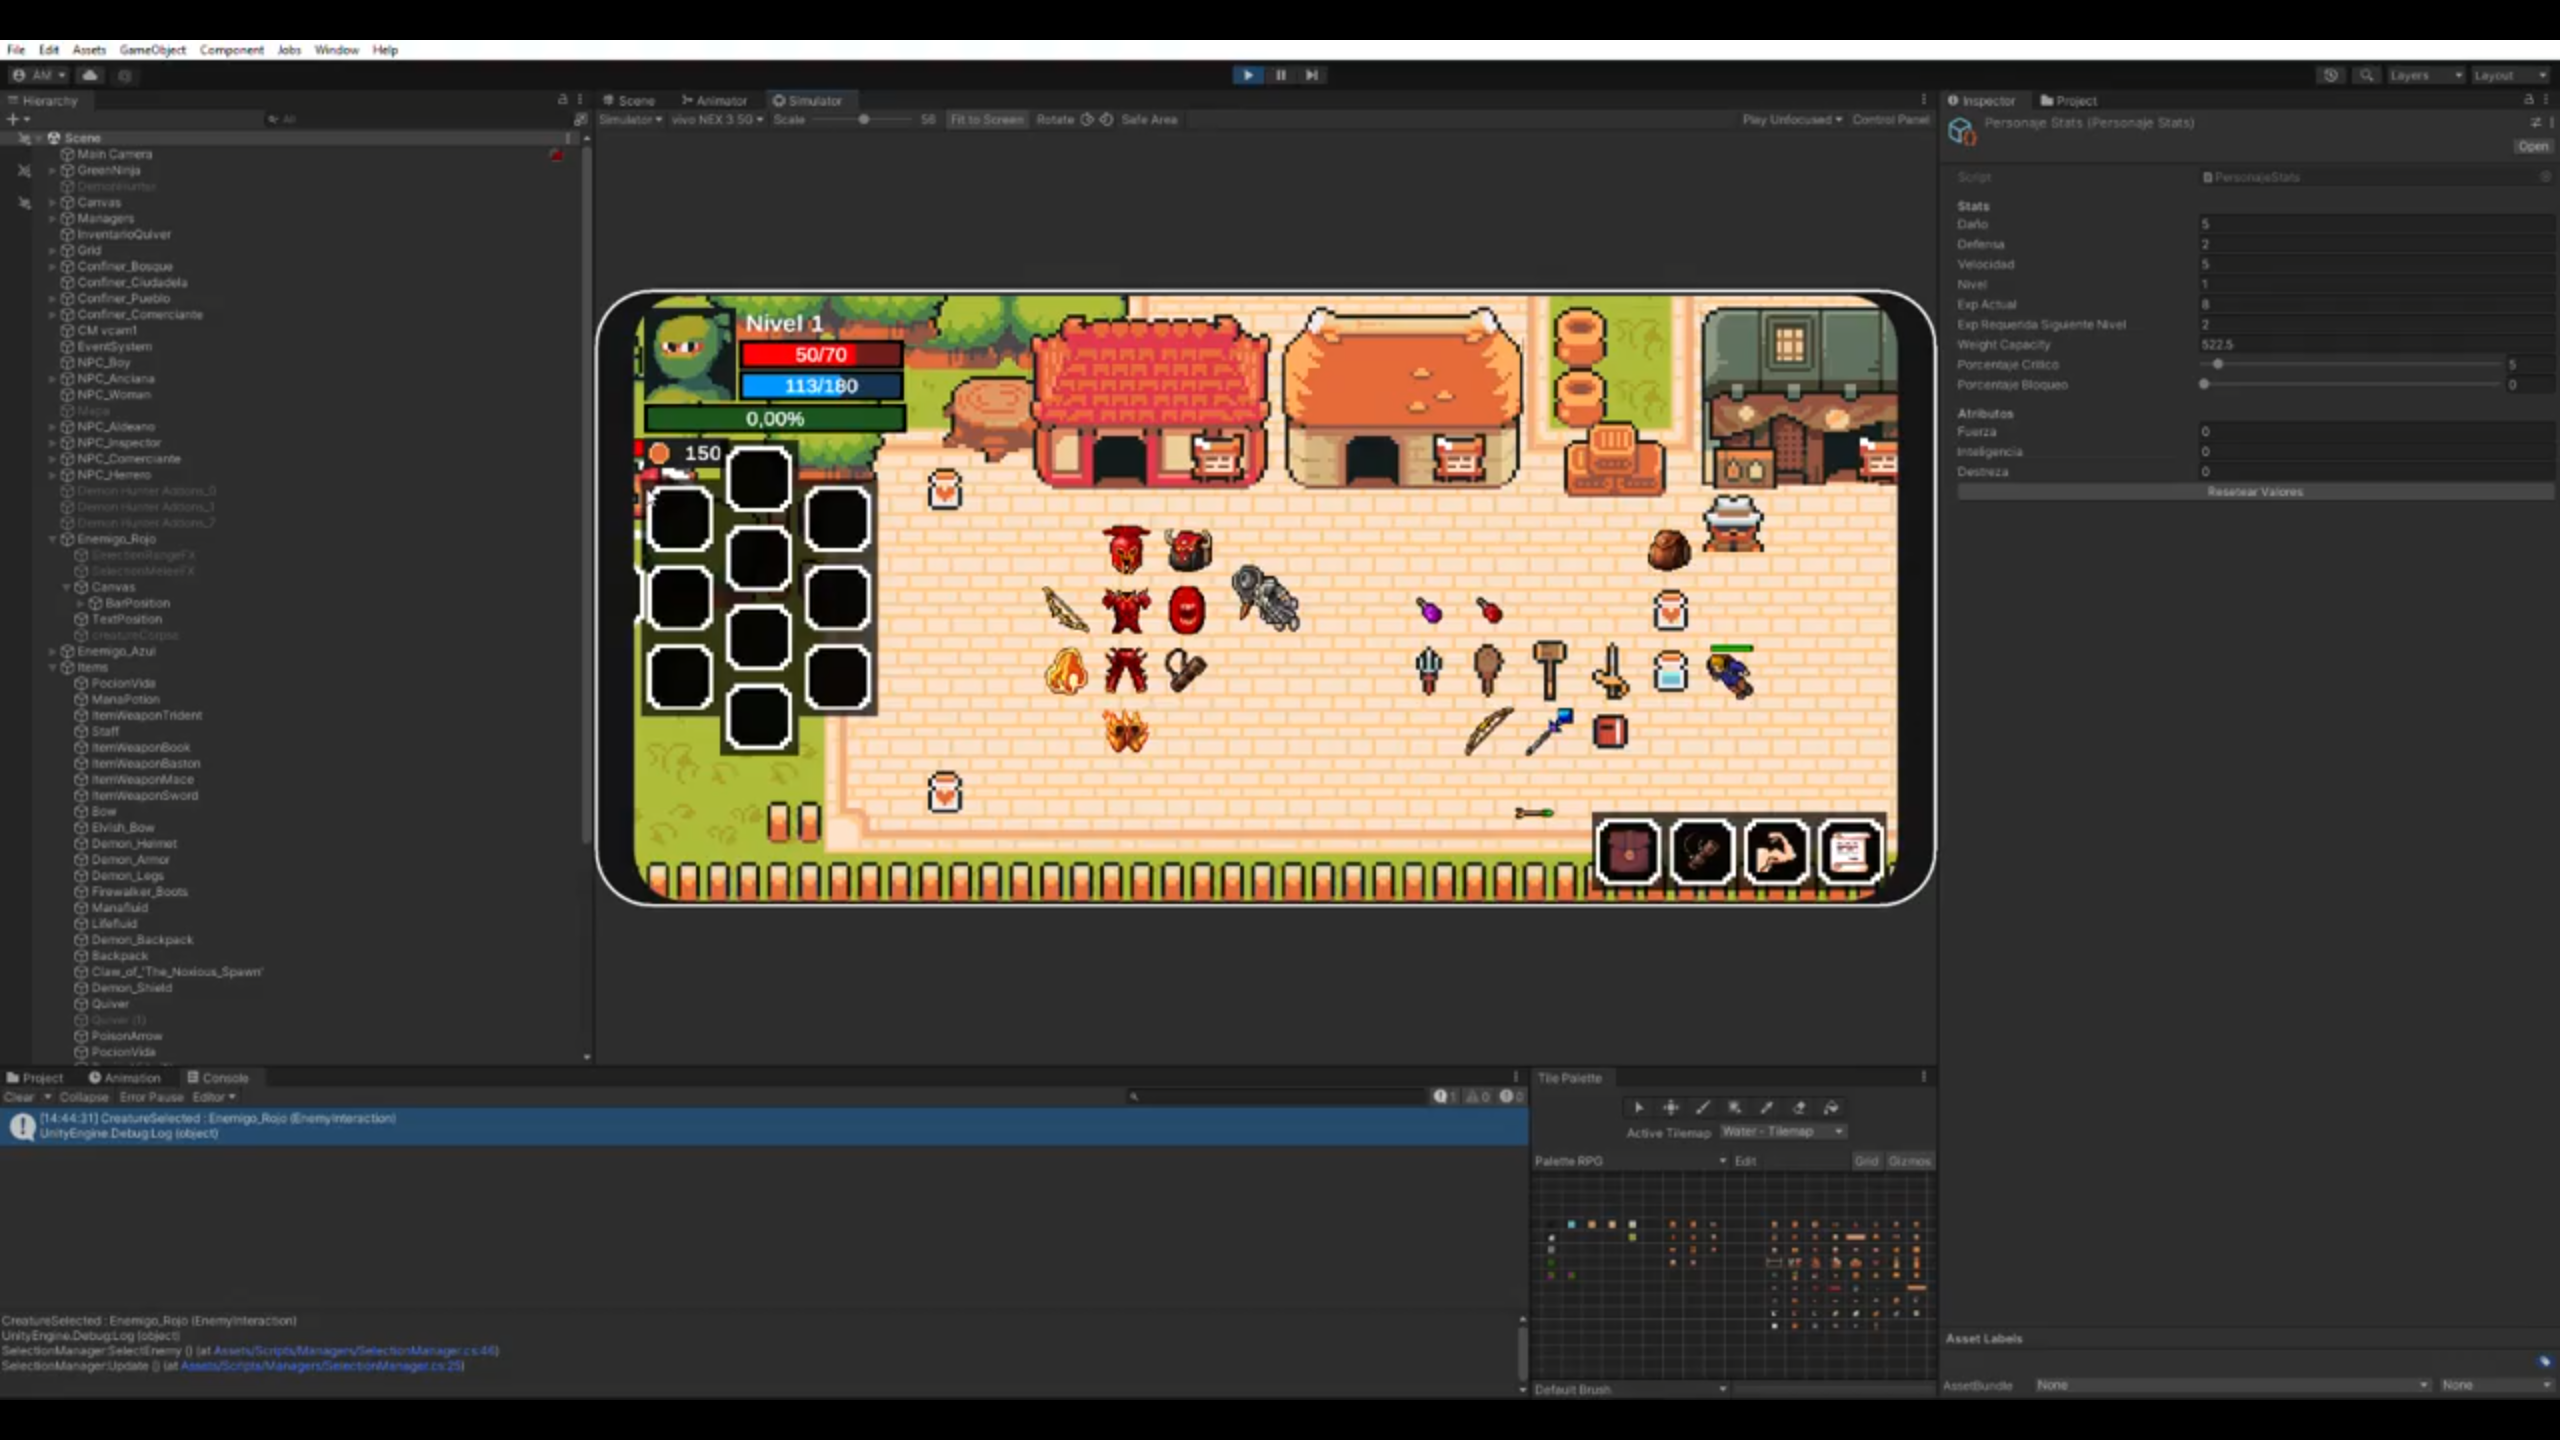 File Edit Assets GameObject Component Jobs Window Help
AM Layers Layout
Hierarchy
All
Scene
Main Camera
GreenNinja
DemonHunter
Canvas
Managers
InventarioQuiver
Grid
Confiner_Bosque
Confiner_Ciudadela
Confiner_Pueblo
Confiner_Comerciante
CM vcam1
EventSystem
NPC_Boy
NPC_Anciana
NPC_Woman
Mapa
NPC_Aldeano
NPC_Inspector
NPC_Comerciante
NPC_Herrero
Demon Hunter Addons_0
Demon Hunter Addons_1
Demon Hunter Addons_7
Enemigo_Rojo
SelectionRangeFX
SelectionMeleeFX
Canvas
BarPosition
TextPosition
creatureCorpse
Enemigo_Azul
Items
PocionVida
ManaPotion
ItemWeaponTrident
Staff
ItemWeaponBook
ItemWeaponBaston
ItemWeaponMace
ItemWeaponSword
Bow
Elvish_Bow
Demon_Helmet
Demon_Armor
Demon_Legs
Firewalker_Boots
Manafluid
Lifefluid
Demon_Backpack
Backpack
Claw_of_'The_Noxious_Spawn'
Demon_Shield
Quiver
Quiver (1)
PoisonArrow
PocionVida
Scene Animator Simulator
Simulator vivo NEX 3 5G Scale 56 Fit to Screen Rotate Safe Area Play Unfocused Control Panel
Nivel 1
50/70
113/180
0,00%
150
Inspector Project
Personaje Stats (Personaje Stats)
Open
Script PersonajeStats
Stats
Daño 5
Defensa 2
Velocidad 5
Nivel 1
Exp Actual 8
Exp Requerida Siguiente Nivel 2
Weight Capacity 522.5
Porcentaje Critico 5
Porcentaje Bloqueo 0
Atributos
Fuerza 0
Inteligencia 0
Destreza 0
Resetear Valores
Project Animation Console
Clear Collapse Error Pause Editor 1 0 0
[14:44:31] CreatureSelected : Enemigo_Rojo (EnemyInteraction)
UnityEngine.Debug:Log (object)
CreatureSelected : Enemigo_Rojo (EnemyInteraction)
UnityEngine.Debug:Log (object)
SelectionManager:SelectEnemy () (at Assets/Scripts/Managers/SelectionManager.cs:46)
SelectionManager:Update () (at Assets/Scripts/Managers/SelectionManager.cs:25)
Tile Palette
Active Tilemap Water - Tilemap
Palette RPG Edit Grid Gizmos
Default Brush
Asset Labels
AssetBundle None None